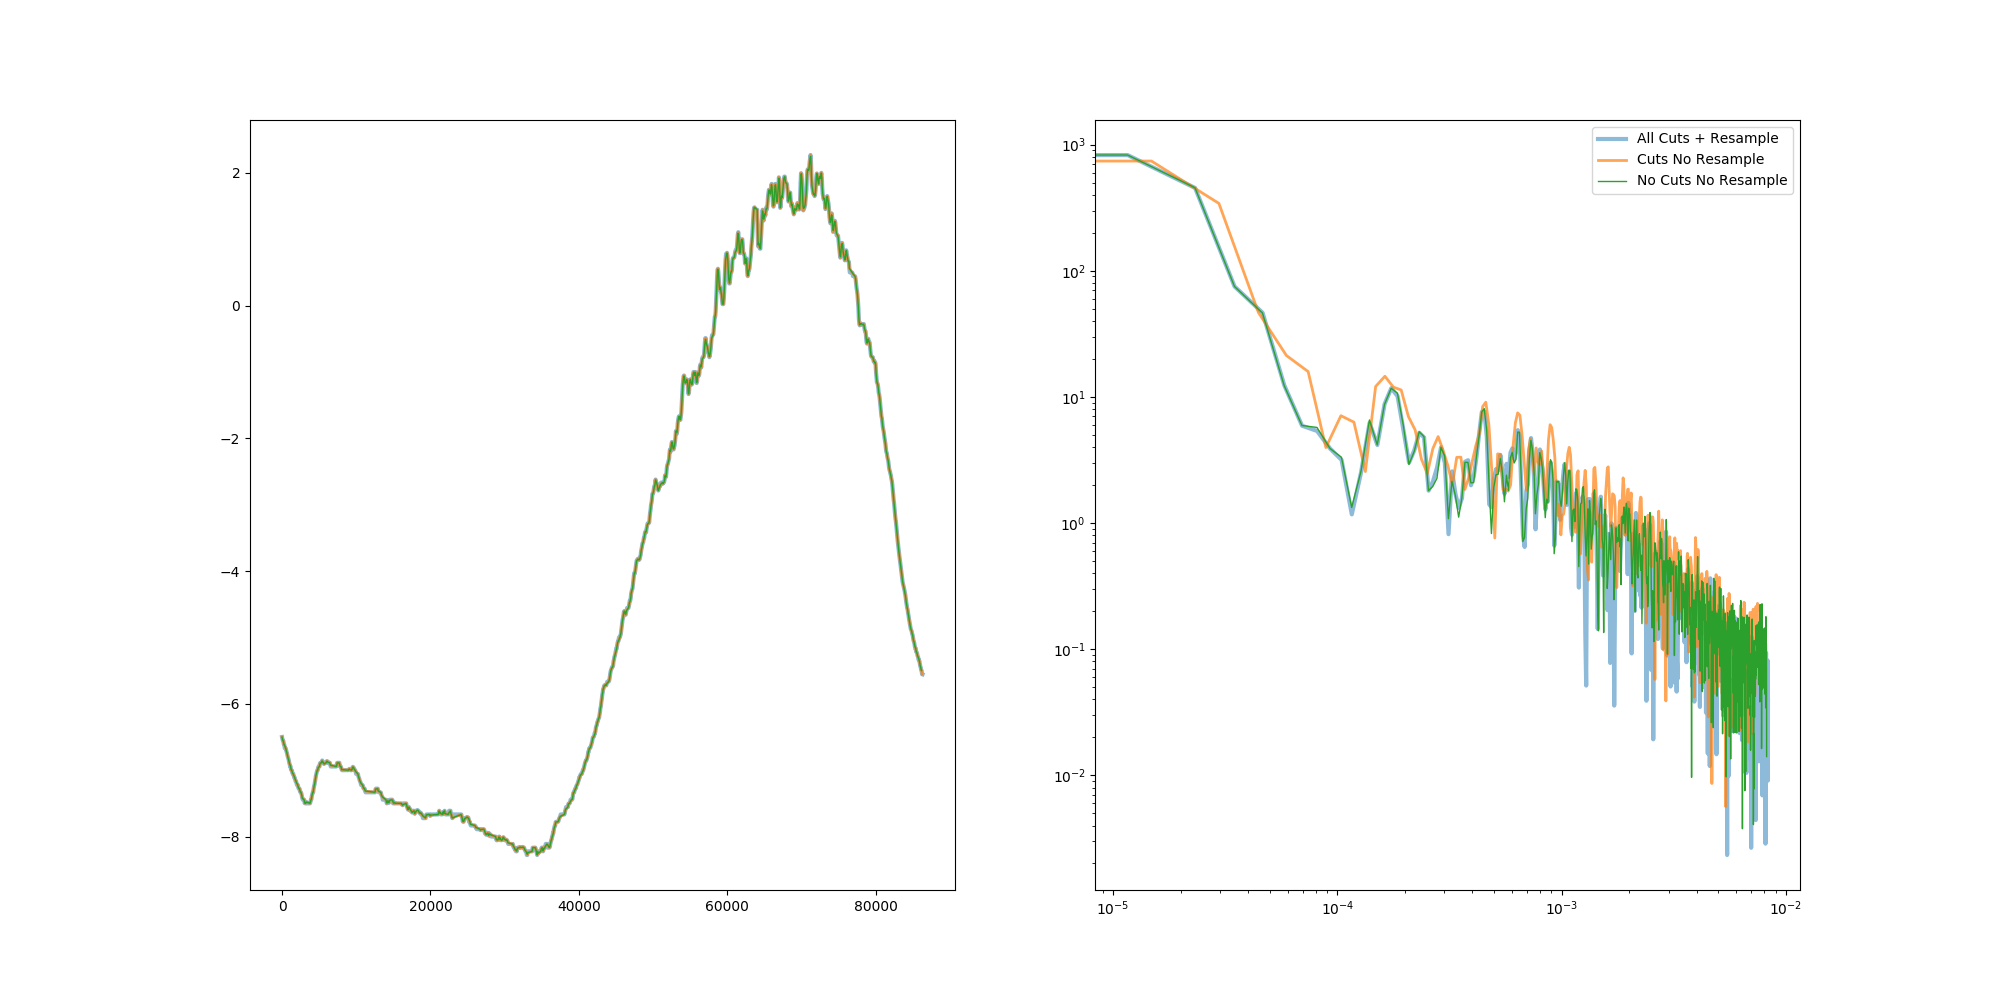 2
0
−2
−4
−6
−8
0 20000 40000 60000 80000
10³
10²
10¹
10⁰
10⁻¹
10⁻²
10⁻⁵ 10⁻⁴ 10⁻³ 10⁻²
All Cuts + Resample
Cuts No Resample
No Cuts No Resample